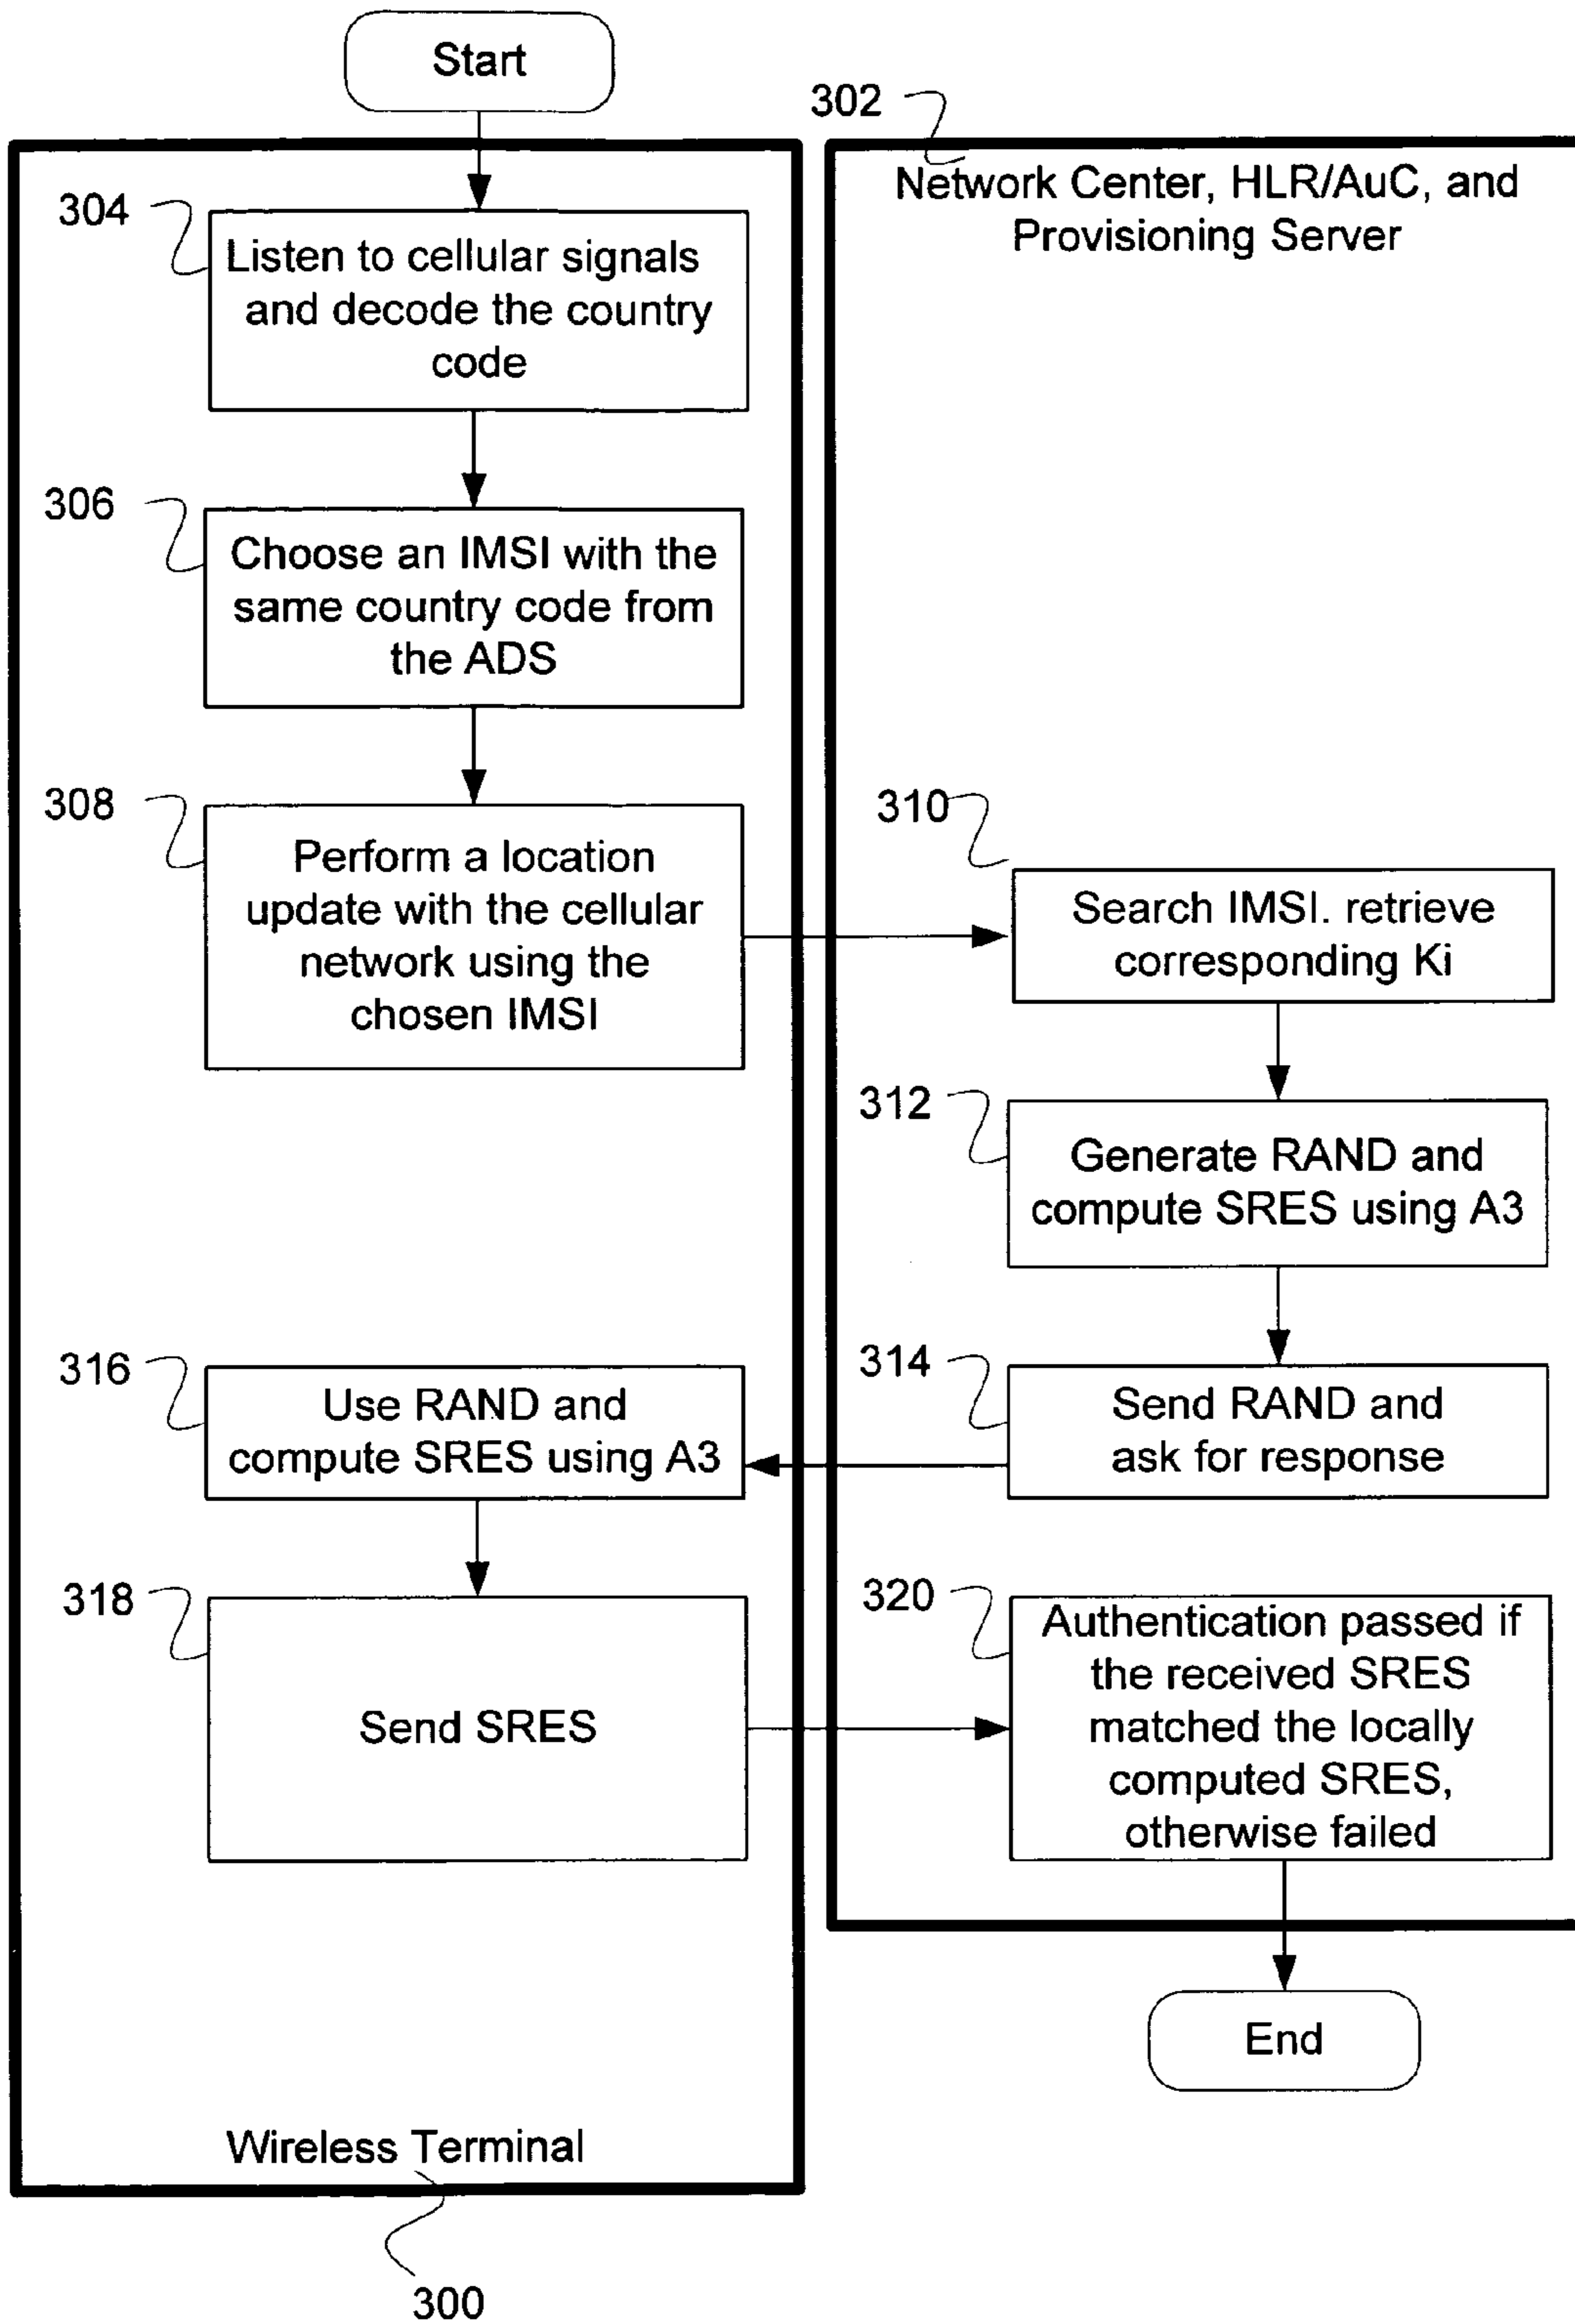 Start
302
Network Center, HLR/AuC, and
Provisioning Server
304
Listen to cellular signals
and decode the country
code
306
Choose an IMSI with the
same country code from
the ADS
308
Perform a location
update with the cellular
network using the
chosen IMSI
310
Search IMSI. retrieve
corresponding Ki
312
Generate RAND and
compute SRES using A3
314
Send RAND and
ask for response
316
Use RAND and
compute SRES using A3
318
Send SRES
320
Authentication passed if
the received SRES
matched the locally
computed SRES,
otherwise failed
End
Wireless Terminal
300